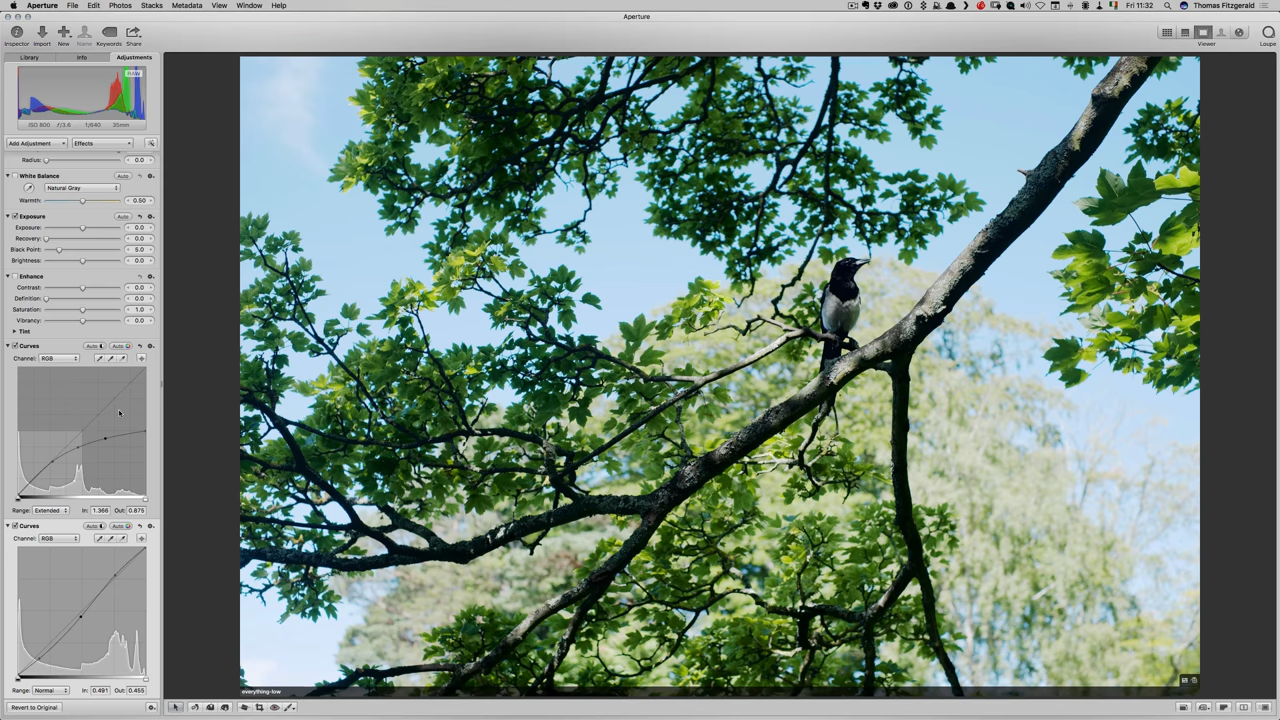 Aperture File Edit Photos Stacks Metadata View Window Help Fri 11:32 Thomas Fitzgerald
Aperture
Inspector Import New Name Keywords Share Viewer Loupe
Library Info Adjustments
RAW
ISO 800 ƒ/3.6 1/640 35mm
Add Adjustment Effects
Radius: 0.0
White Balance Auto
Natural Gray
Warmth: 0.50
Exposure Auto
Exposure: 0.0
Recovery: 0.0
Black Point: 5.0
Brightness: 0.0
Enhance
Contrast: 0.0
Definition: 0.0
Saturation: 1.0
Vibrancy: 0.0
Tint
Curves Auto Auto
Channel: RGB
Range: Extended In: 1.366 Out: 0.875
Curves Auto Auto
Channel: RGB
Range: Normal In: 0.491 Out: 0.455
everything-low
Revert to Original